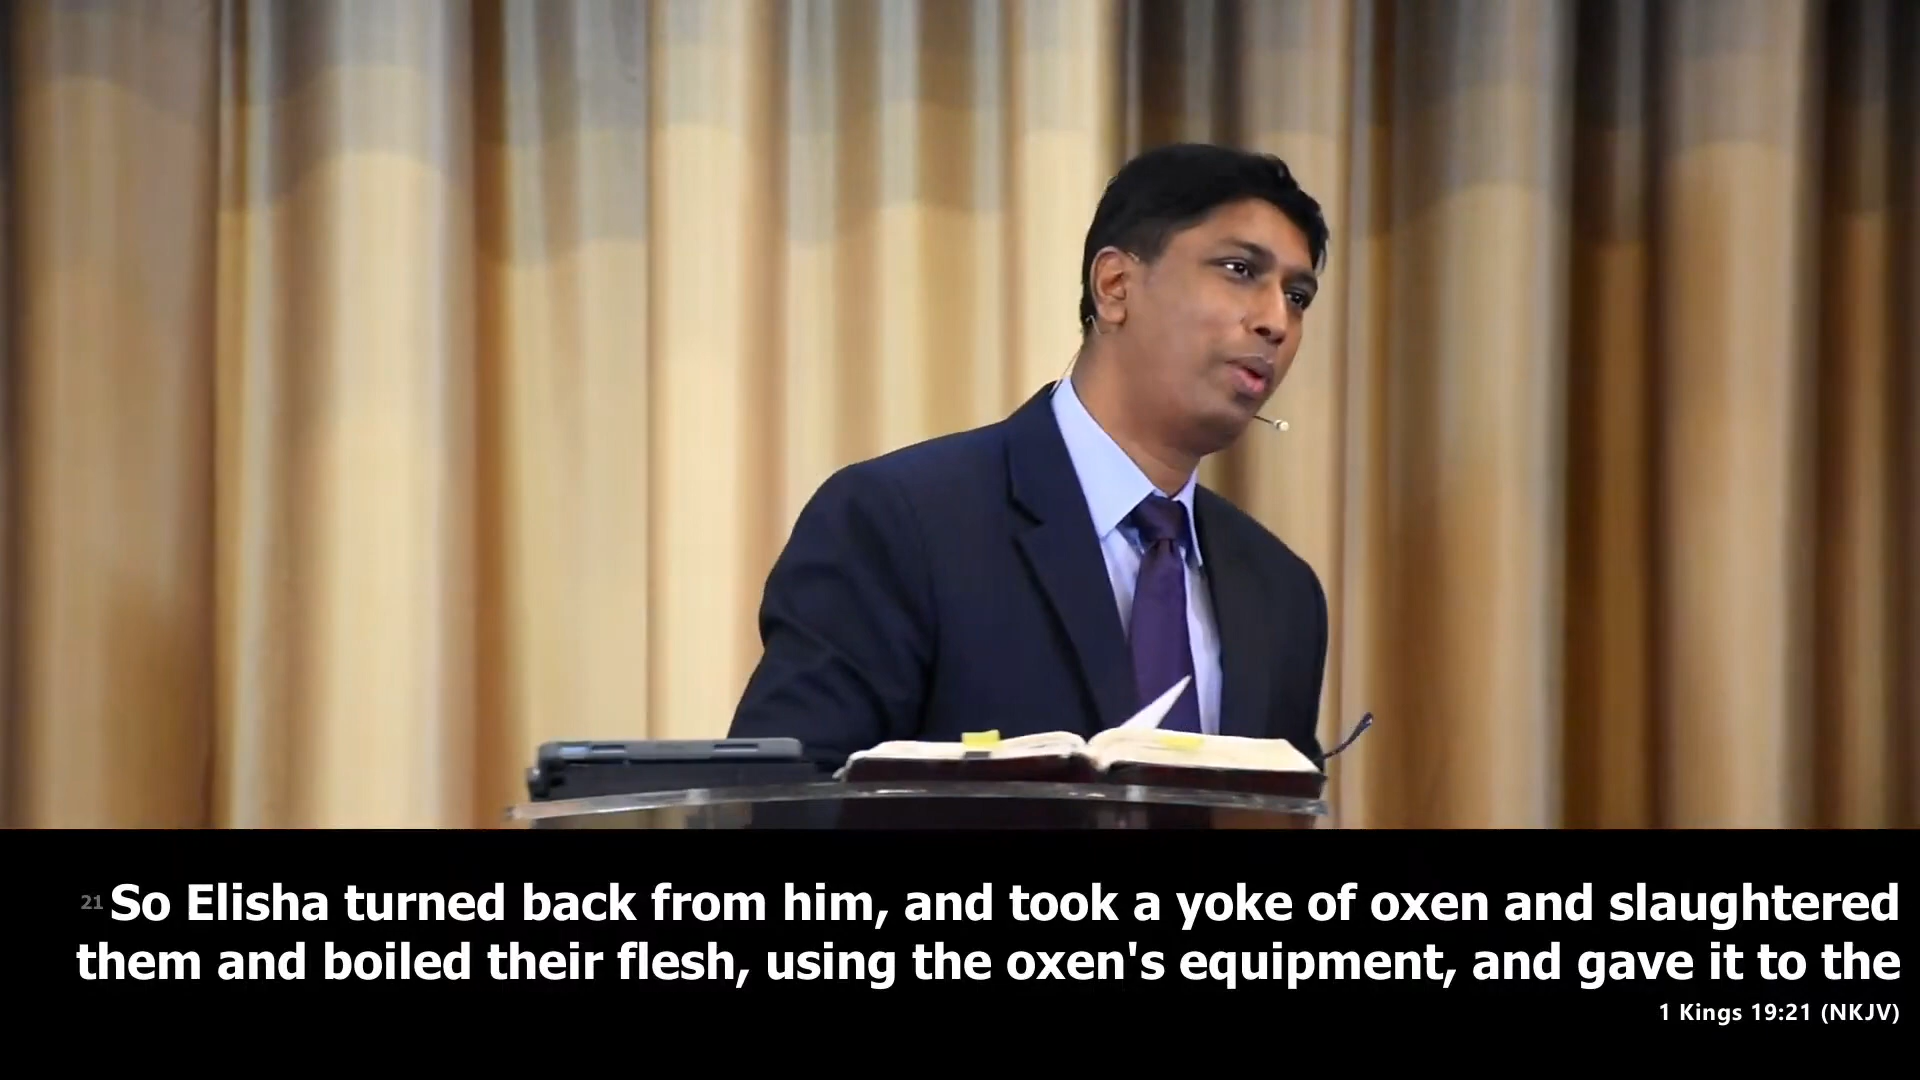 21 So Elisha turned back from him, and took a yoke of oxen and slaughtered
them and boiled their flesh, using the oxen's equipment, and gave it to the
1 Kings 19:21 (NKJV)